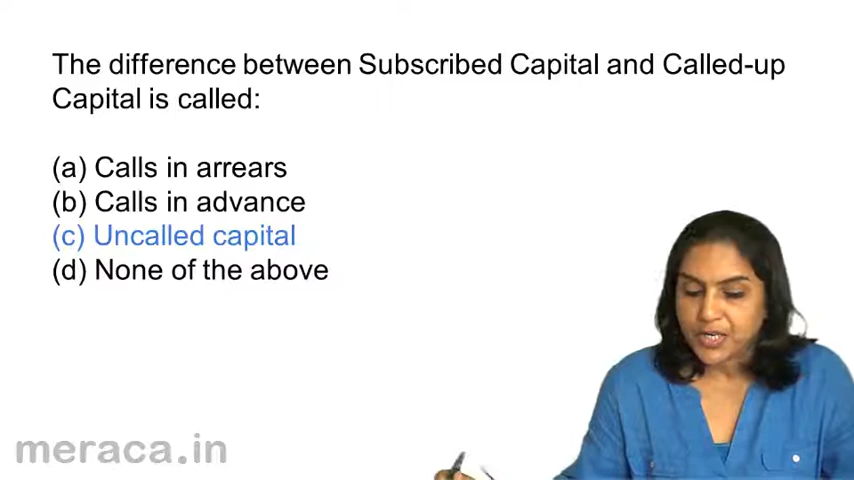 The difference between Subscribed Capital and Called-up
Capital is called:
(a) Calls in arrears
(b) Calls in advance
(c) Uncalled capital
(d) None of the above
meraca.in